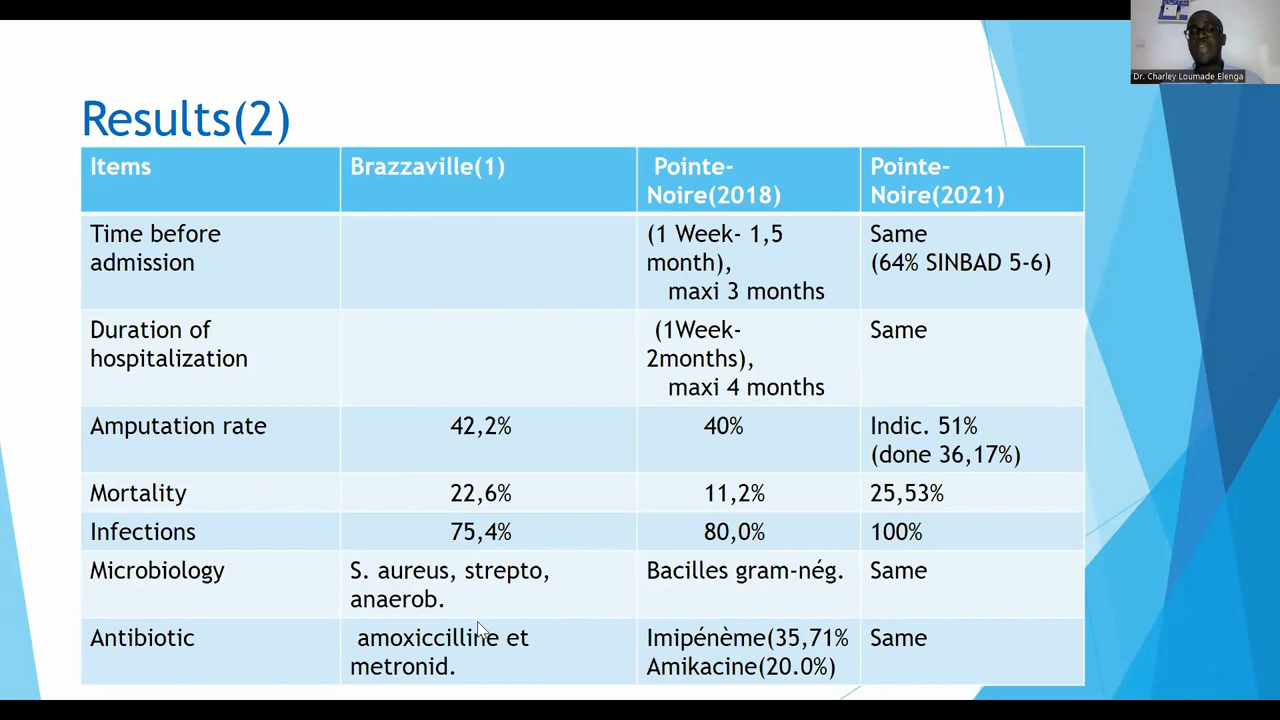 Dr. Charley Loumade Elenga
Results(2)
Items
Brazzaville(1)
Pointe-
Noire(2018)
Pointe-
Noire(2021)
Time before
admission
(1 Week- 1,5
month),
maxi 3 months
Same
(64% SINBAD 5-6)
Duration of
hospitalization
(1Week-
2months),
maxi 4 months
Same
Amputation rate
42,2%
40%
Indic. 51%
(done 36,17%)
Mortality
22,6%
11,2%
25,53%
Infections
75,4%
80,0%
100%
Microbiology
S. aureus, strepto,
anaerob.
Bacilles gram-nég.
Same
Antibiotic
amoxiccilline et
metronid.
Imipénème(35,71%
Amikacine(20.0%)
Same